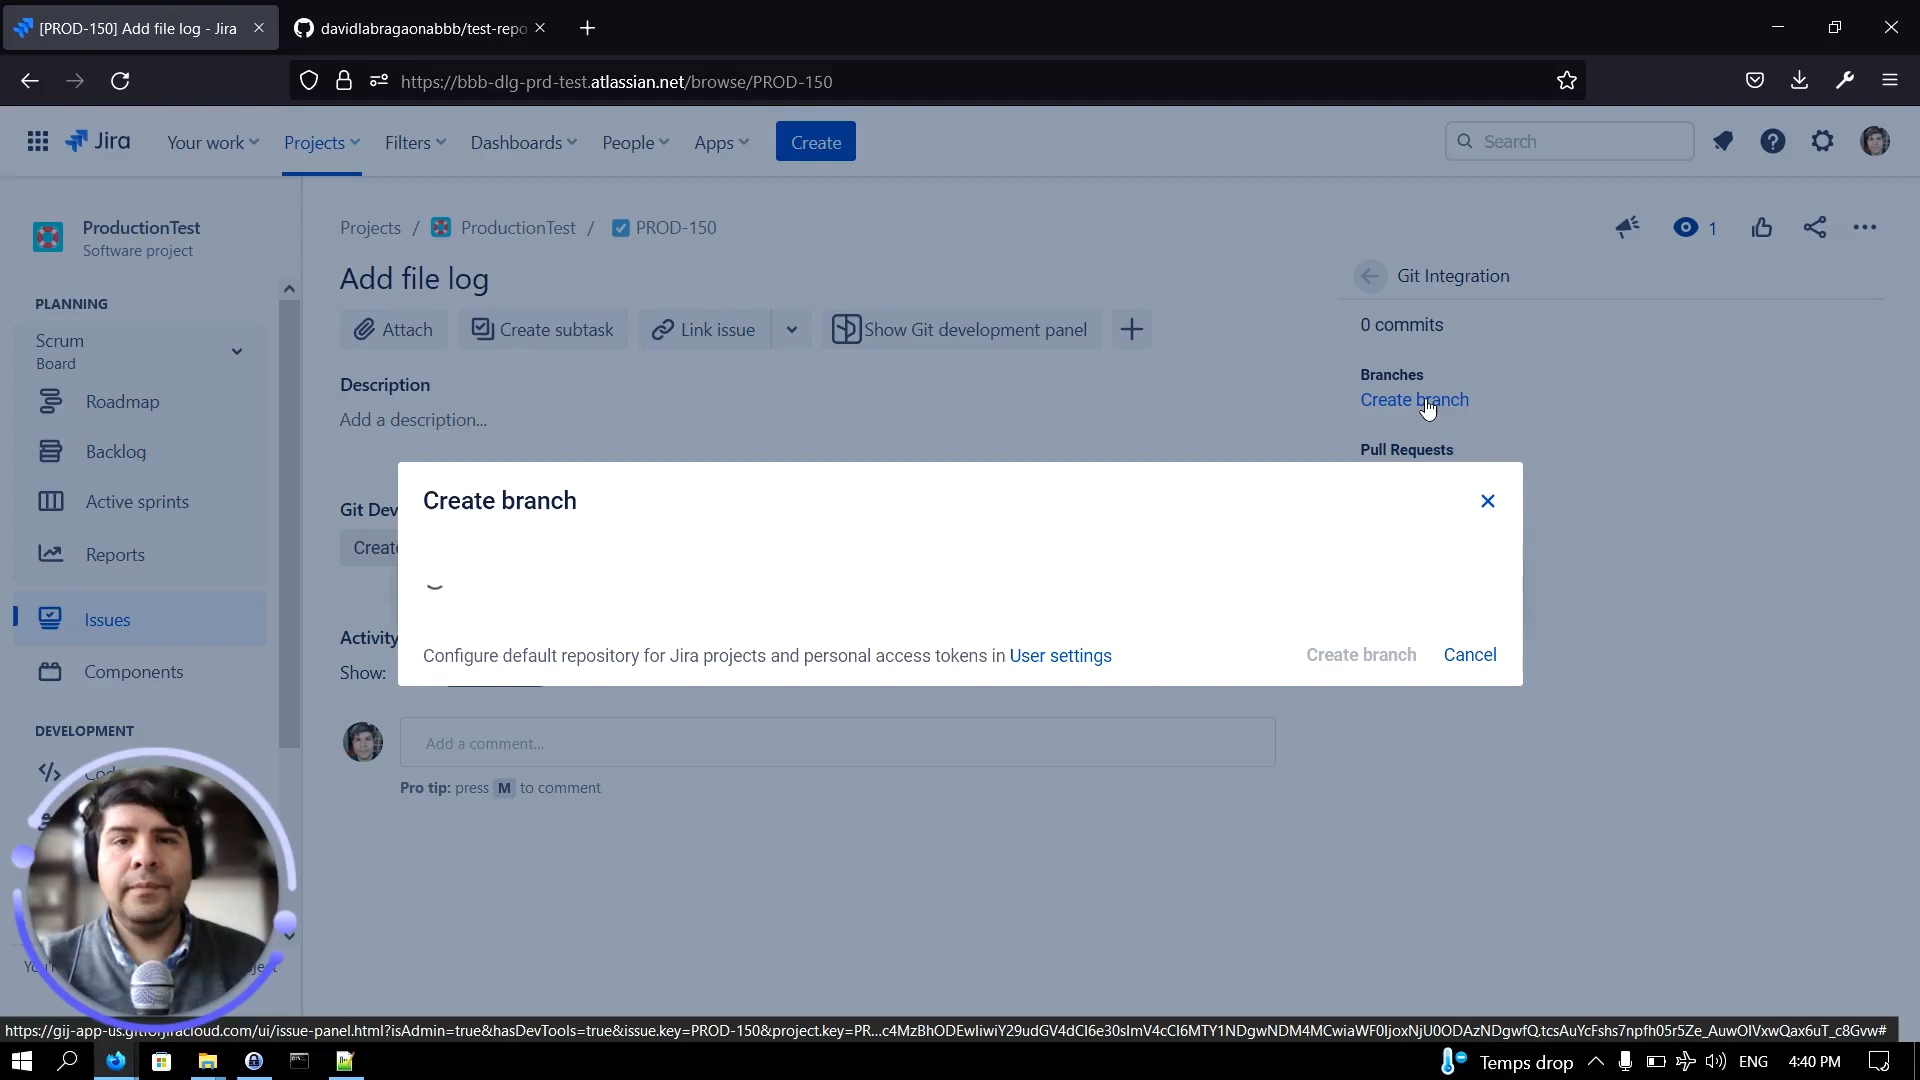 [PROD-150] Add file log - Jira
davidlabragaonabbb/test-repo
https://bbb-dlg-prd-test.atlassian.net/browse/PROD-150
Jira
Your work
Projects
Filters
Dashboards
People
Apps
Create
Search
ProductionTest
Software project
Projects / ProductionTest / PROD-150
1
Add file log
Git Integration
PLANNING
Attach
Create subtask
Link issue
Show Git development panel
0 commits
Scrum
Board
Description
Branches
Add a description...
Create branch
Roadmap
Backlog
Pull Requests
Active sprints
Git Dev
Create branch
Reports
Issues
Activity
Configure default repository for Jira projects and personal access tokens in User settings
Create branch
Cancel
Show:
Components
DEVELOPMENT
Add a comment...
Pro tip: press M to comment
ENG
4:40 PM
Temps drop